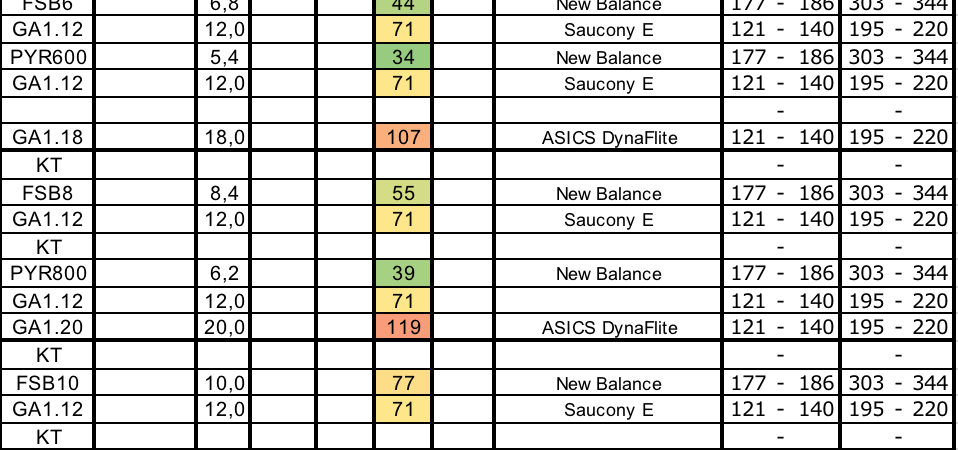 FSB6 6,8 44 New Balance 177 - 186 303 - 344
GA1.12 12,0 71 Saucony E 121 - 140 195 - 220
PYR600 5,4 34 New Balance 177 - 186 303 - 344
GA1.12 12,0 71 Saucony E 121 - 140 195 - 220
- -
GA1.18 18,0 107 ASICS DynaFlite 121 - 140 195 - 220
KT - -
FSB8 8,4 55 New Balance 177 - 186 303 - 344
GA1.12 12,0 71 Saucony E 121 - 140 195 - 220
KT - -
PYR800 6,2 39 New Balance 177 - 186 303 - 344
GA1.12 12,0 71 121 - 140 195 - 220
GA1.20 20,0 119 ASICS DynaFlite 121 - 140 195 - 220
KT - -
FSB10 10,0 77 New Balance 177 - 186 303 - 344
GA1.12 12,0 71 Saucony E 121 - 140 195 - 220
KT - -